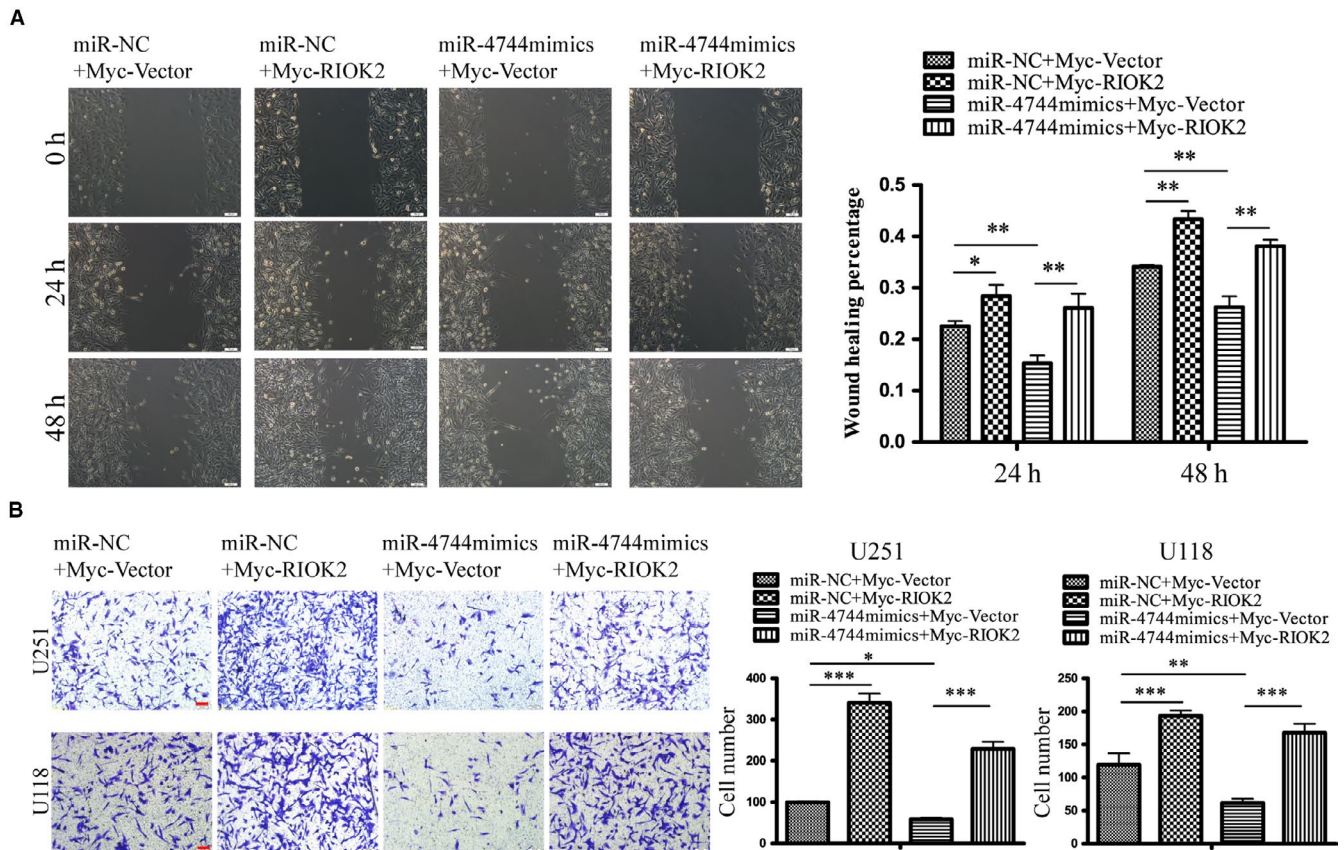 A
miR-NC
+Myc-Vector
miR-NC
+Myc-RIOK2
miR-4744mimics
+Myc-Vector
miR-4744mimics
+Myc-RIOK2
0 h
24 h
48 h
miR-NC+Myc-Vector
miR-NC+Myc-RIOK2
miR-4744mimics+Myc-Vector
miR-4744mimics+Myc-RIOK2
Wound healing percentage
0.5
0.4
0.3
0.2
0.1
0.0
**
*
**
**
**
**
24 h
48 h
B
miR-NC
+Myc-Vector
miR-NC
+Myc-RIOK2
miR-4744mimics
+Myc-Vector
miR-4744mimics
+Myc-RIOK2
U251
U118
U251
miR-NC+Myc-Vector
miR-NC+Myc-RIOK2
miR-4744mimics+Myc-Vector
miR-4744mimics+Myc-RIOK2
Cell number
400
300
200
100
0
*
***
***
U118
miR-NC+Myc-Vector
miR-NC+Myc-RIOK2
miR-4744mimics+Myc-Vector
miR-4744mimics+Myc-RIOK2
Cell number
250
200
150
100
50
0
**
***
***